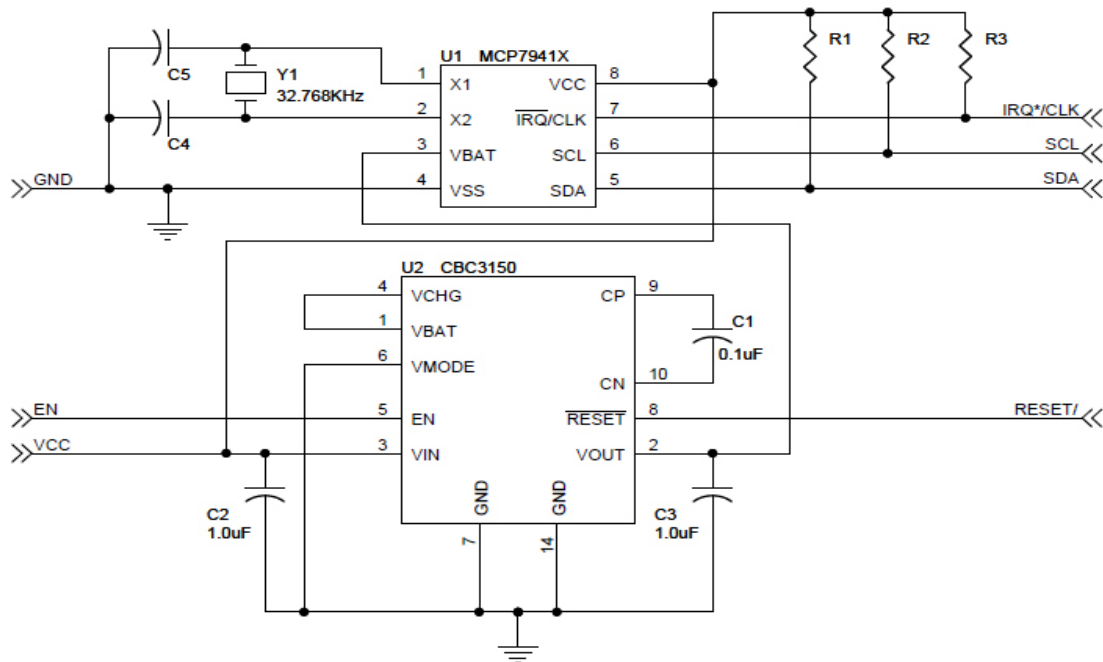 U1 MCP7941X
R1
R2
R3
C5
Y1
32.768KHz
1
X1
VCC
8
C4
2
X2
IRQ/CLK
7
IRQ*/CLK
3
VBAT
SCL
6
SCL
GND
4
VSS
SDA
5
SDA
U2 CBC3150
4
VCHG
CP
9
1
VBAT
C1
0.1uF
6
VMODE
CN
10
EN
5
EN
RESET
8
RESET/
VCC
3
VIN
VOUT
2
GND
GND
C2
1.0uF
7
14
C3
1.0uF